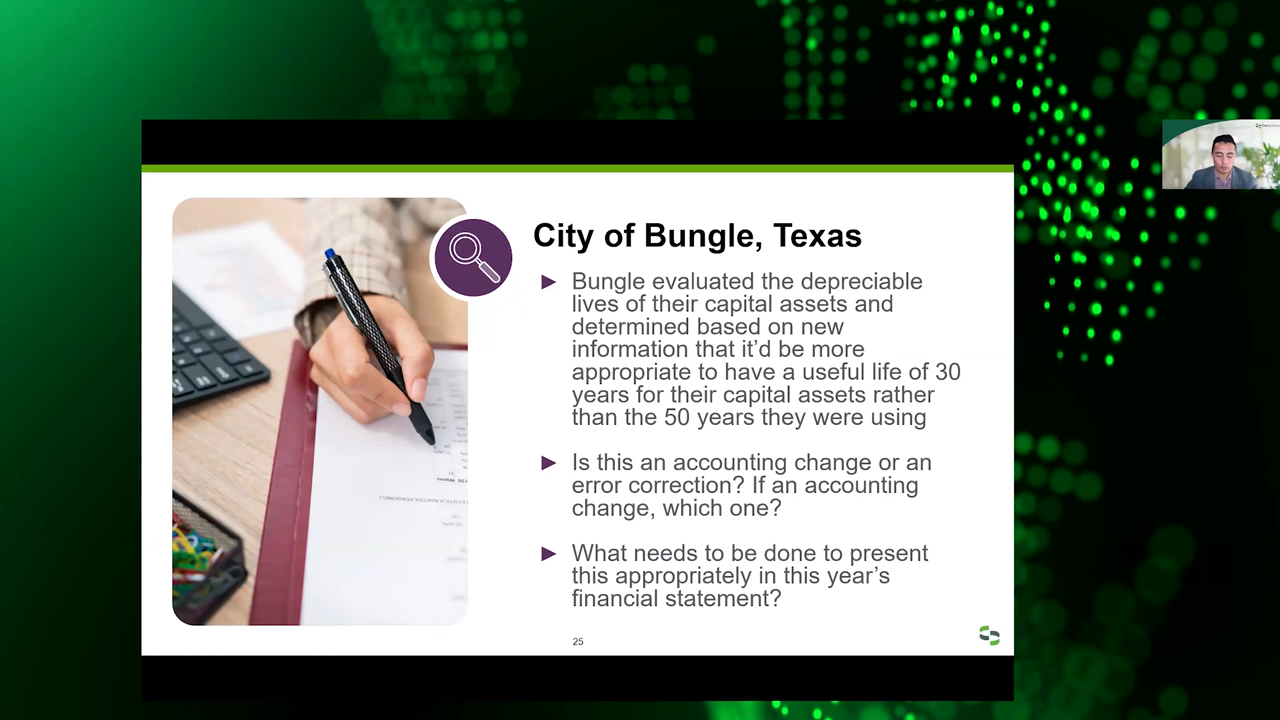 City of Bungle, Texas
Bungle evaluated the depreciable
lives of their capital assets and
determined based on new
information that it’d be more
appropriate to have a useful life of 30
years for their capital assets rather
than the 50 years they were using
Is this an accounting change or an
error correction? If an accounting
change, which one?
What needs to be done to present
this appropriately in this year’s
financial statement?
25